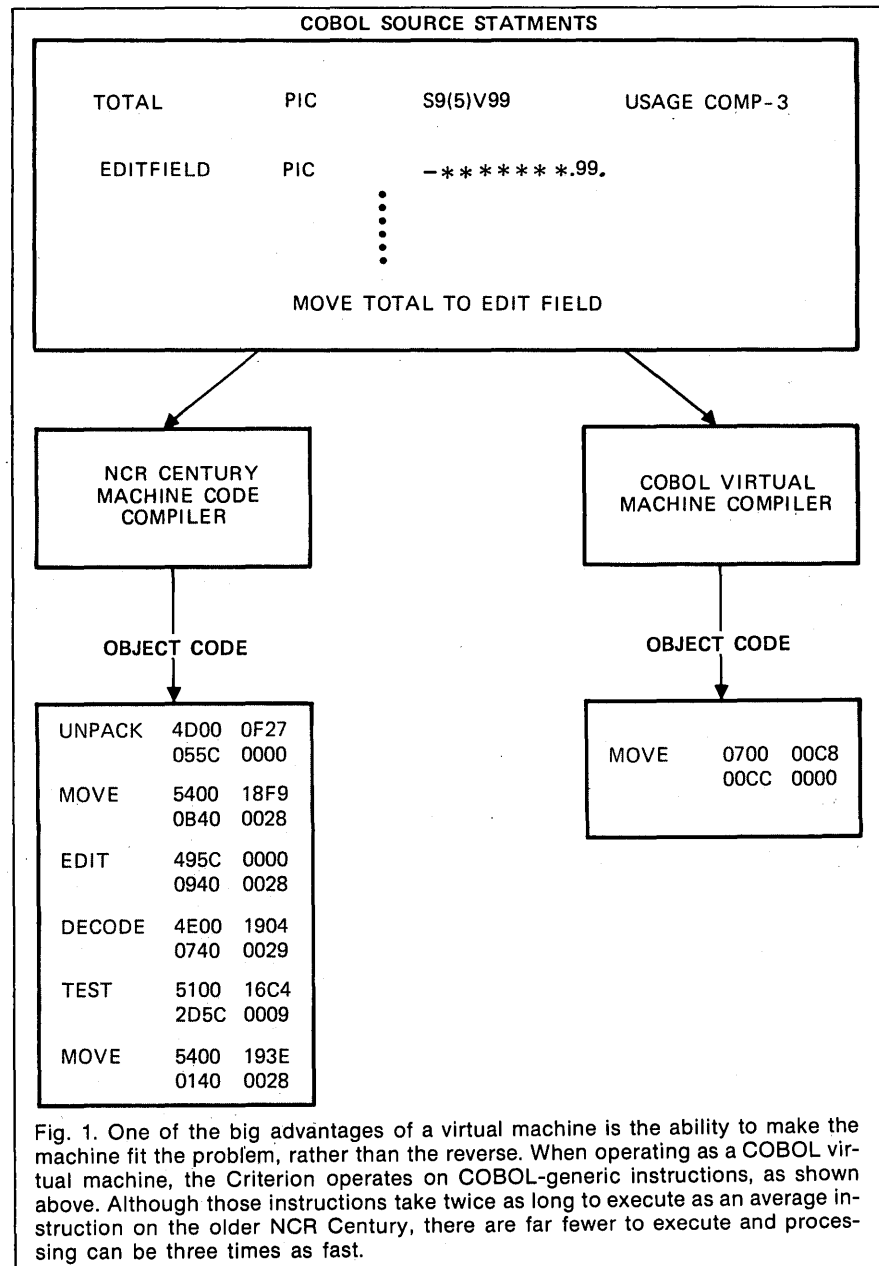 COBOL SOURCE STATMENTS
TOTAL PIC S9(5)V99 USAGE COMP-3
EDITFIELD PIC -*******.99.
MOVE TOTAL TO EDIT FIELD
NCR CENTURY
MACHINE CODE
COMPILER
COBOL VIRTUAL
MACHINE COMPILER
OBJECT CODE
OBJECT CODE
UNPACK 4D00 0F27
055C 0000
MOVE 5400 18F9
0B40 0028
EDIT 495C 0000
0940 0028
DECODE 4E00 1904
0740 0029
TEST 5100 16C4
2D5C 0009
MOVE 5400 193E
0140 0028
MOVE 0700 00C8
00CC 0000
Fig. 1. One of the big advantages of a virtual machine is the ability to make the
machine fit the problem, rather than the reverse. When operating as a COBOL vir-
tual machine, the Criterion operates on COBOL-generic instructions, as shown
above. Although those instructions take twice as long to execute as an average in-
struction on the older NCR Century, there are far fewer to execute and proces-
sing can be three times as fast.